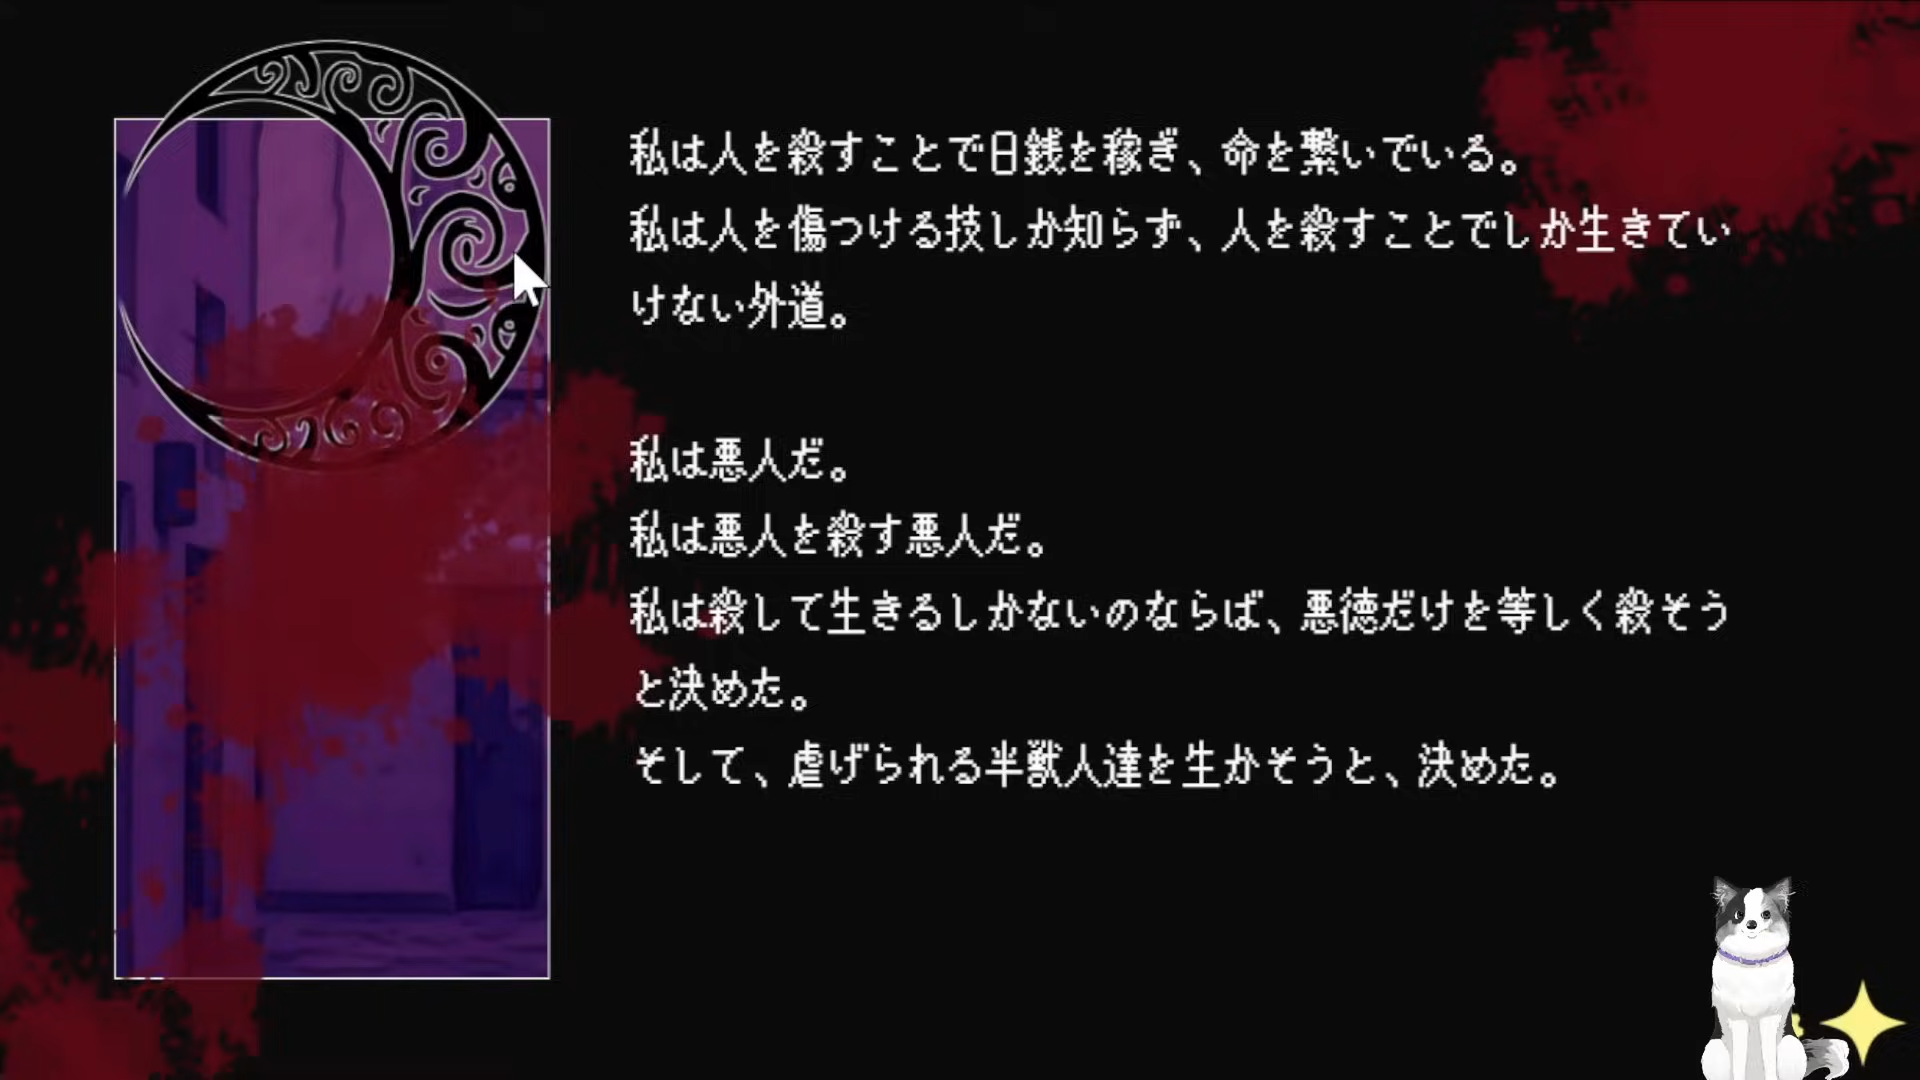 私は人を殺すことで日銭を稼ぎ、命を繋いでいる。
私は人を傷つける技しか知らず、人を殺すことでしか生きてい
けない外道。
私は悪人だ。
私は悪人を殺す悪人だ。
私は殺して生きるしかないのならば、悪徳だけを等しく殺そう
と決めた。
そして、虐げられる半獣人達を生かそうと、決めた。